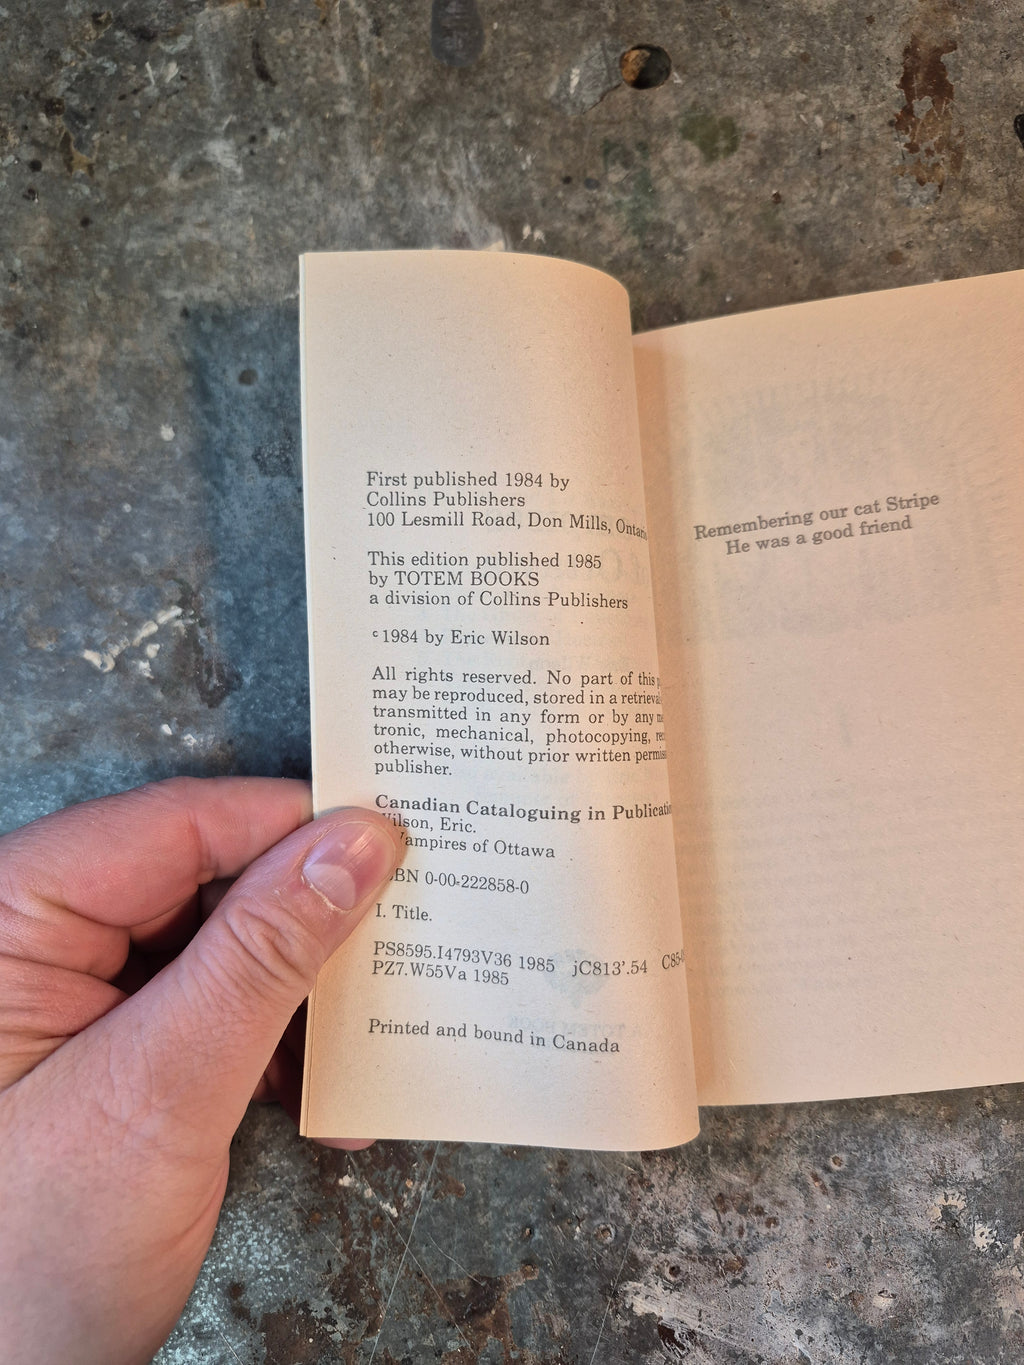 First published 1984 by
Collins Publishers
100 Lesmill Road, Don Mills,
This edition published 1985
by TOTEM BOOKS
a division of Collins Publishers
c 1984 by Eric Wilson
All rights reserved. No part of this
may be reproduced, stored in a
transmitted in any form or by any
tronic, mechanical, photocopying,
otherwise, without prior written
publisher.
Canadian Cataloguing in
Wilson, Eric.
Vampires of Ottawa
0-00-222858-0
I. Title.
PS8595.I4793V36 1985 jC813'.54
PZ7.W55Va 1985
Printed and bound in Canada
Remembering our cat Stripe
He was a good friend